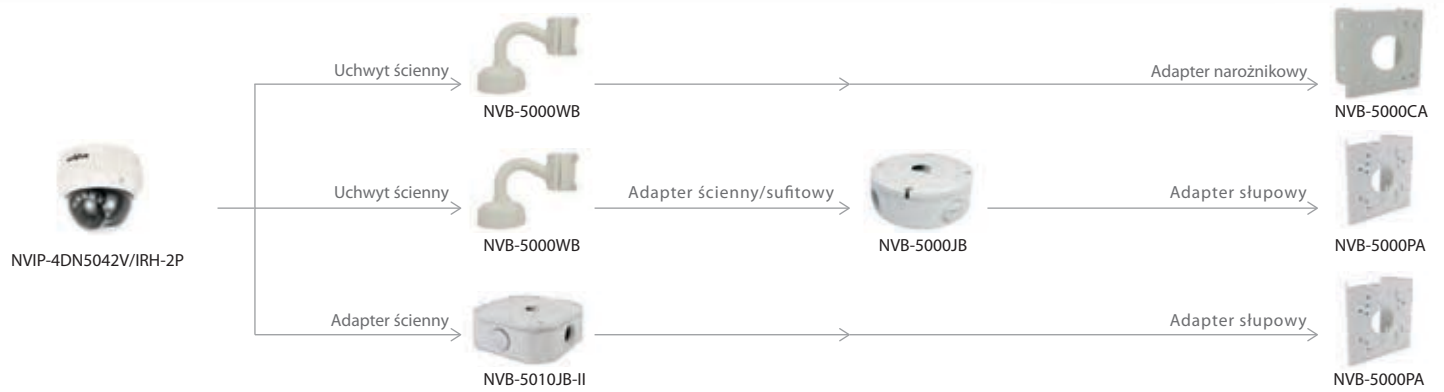 Uchwyt ścienny
Adapter narożnikowy
NVB-5000WB
NVB-5000CA
Uchwyt ścienny
Adapter ścienny/sufitowy
Adapter słupowy
NVB-5000WB
NVB-5000JB
NVB-5000PA
NVIP-4DN5042V/IRH-2P
Adapter ścienny
Adapter słupowy
NVB-5010JB-II
NVB-5000PA